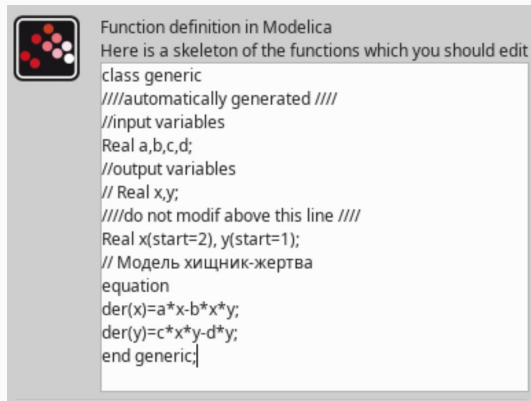 Function definition in Modelica
Here is a skeleton of the functions which you should edit
class generic
////automatically generated ////
//input variables
Real a,b,c,d;
//output variables
// Real x,y;
////do not modif above this line ////
Real x(start=2), y(start=1);
// Модель хищник-жертва
equation
der(x)=a*x-b*x*y;
der(y)=c*x*y-d*y;
end generic;